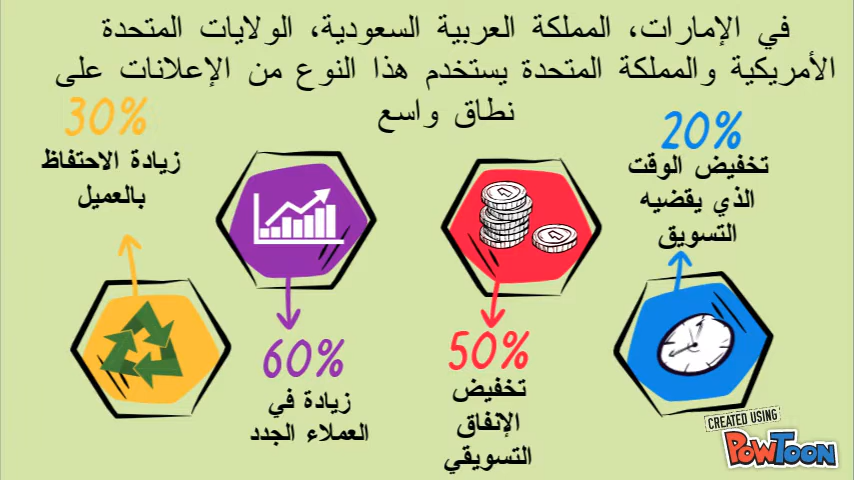 في الإمارات، المملكة العربية السعودية، الولايات المتحدة
الأمريكية والمملكة المتحدة يستخدم هذا النوع من الإعلانات على
نطاق واسع
20%
تخفيض الوقت
الذي يقضيه
التسويق
50%
تخفيض
الإنفاق
التسويقي
60%
زيادة في
العملاء الجدد
30%
زيادة الاحتفاظ
بالعميل
CREATED USING
POWTOON